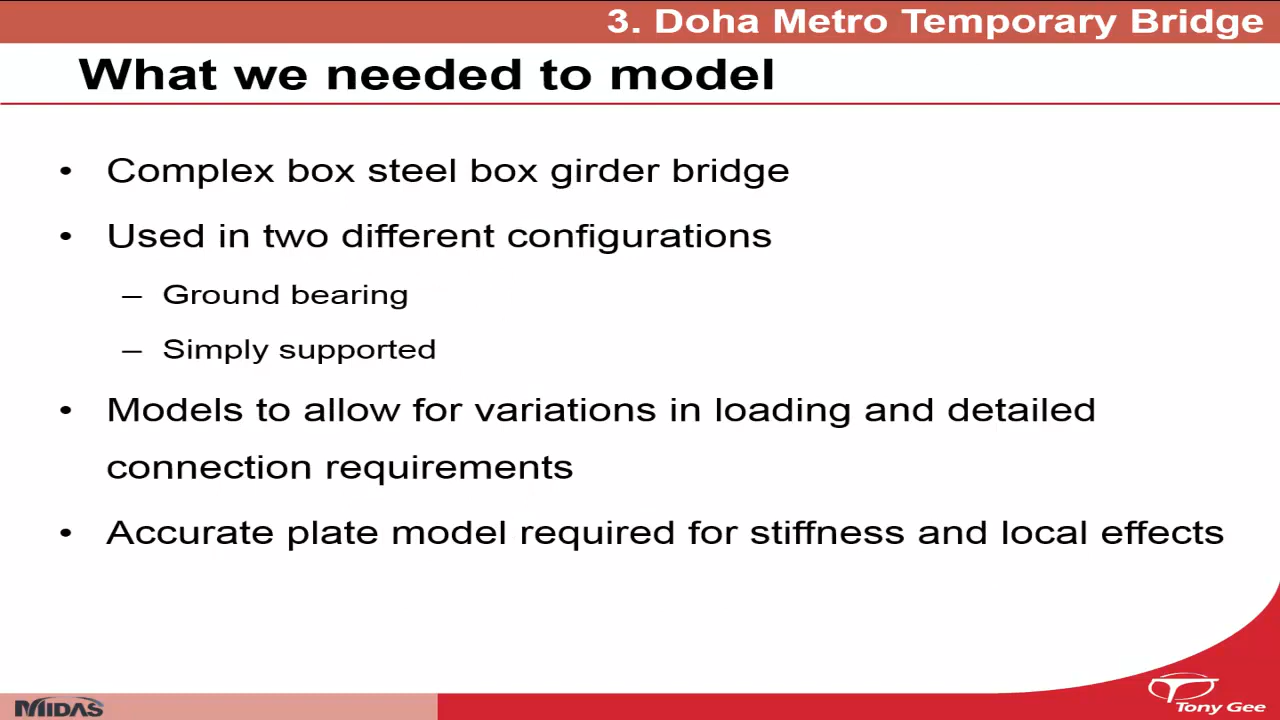 3. Doha Metro Temporary Bridge
What we needed to model
• Complex box steel box girder bridge
• Used in two different configurations
– Ground bearing
– Simply supported
• Models to allow for variations in loading and detailed
connection requirements
• Accurate plate model required for stiffness and local effects
MIDAS
Tony Gee